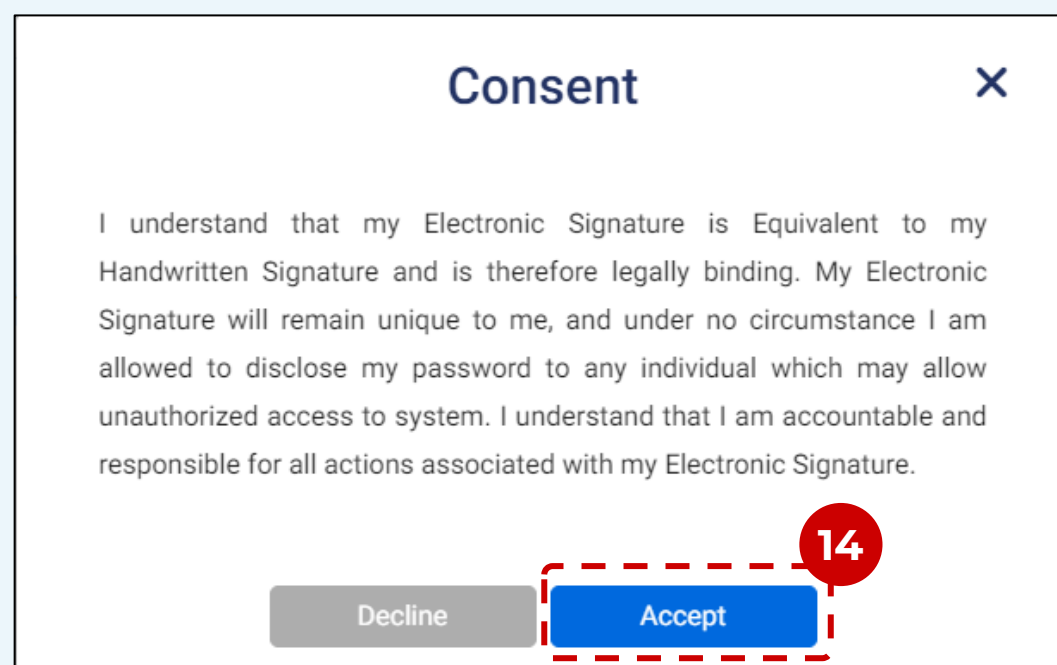 Consent
I understand that my Electronic Signature is Equivalent to my
Handwritten Signature and is therefore legally binding. My Electronic
Signature will remain unique to me, and under no circumstance I am
allowed to disclose my password to any individual which may allow
unauthorized access to system. I understand that I am accountable and
responsible for all actions associated with my Electronic Signature.
14
Decline Accept